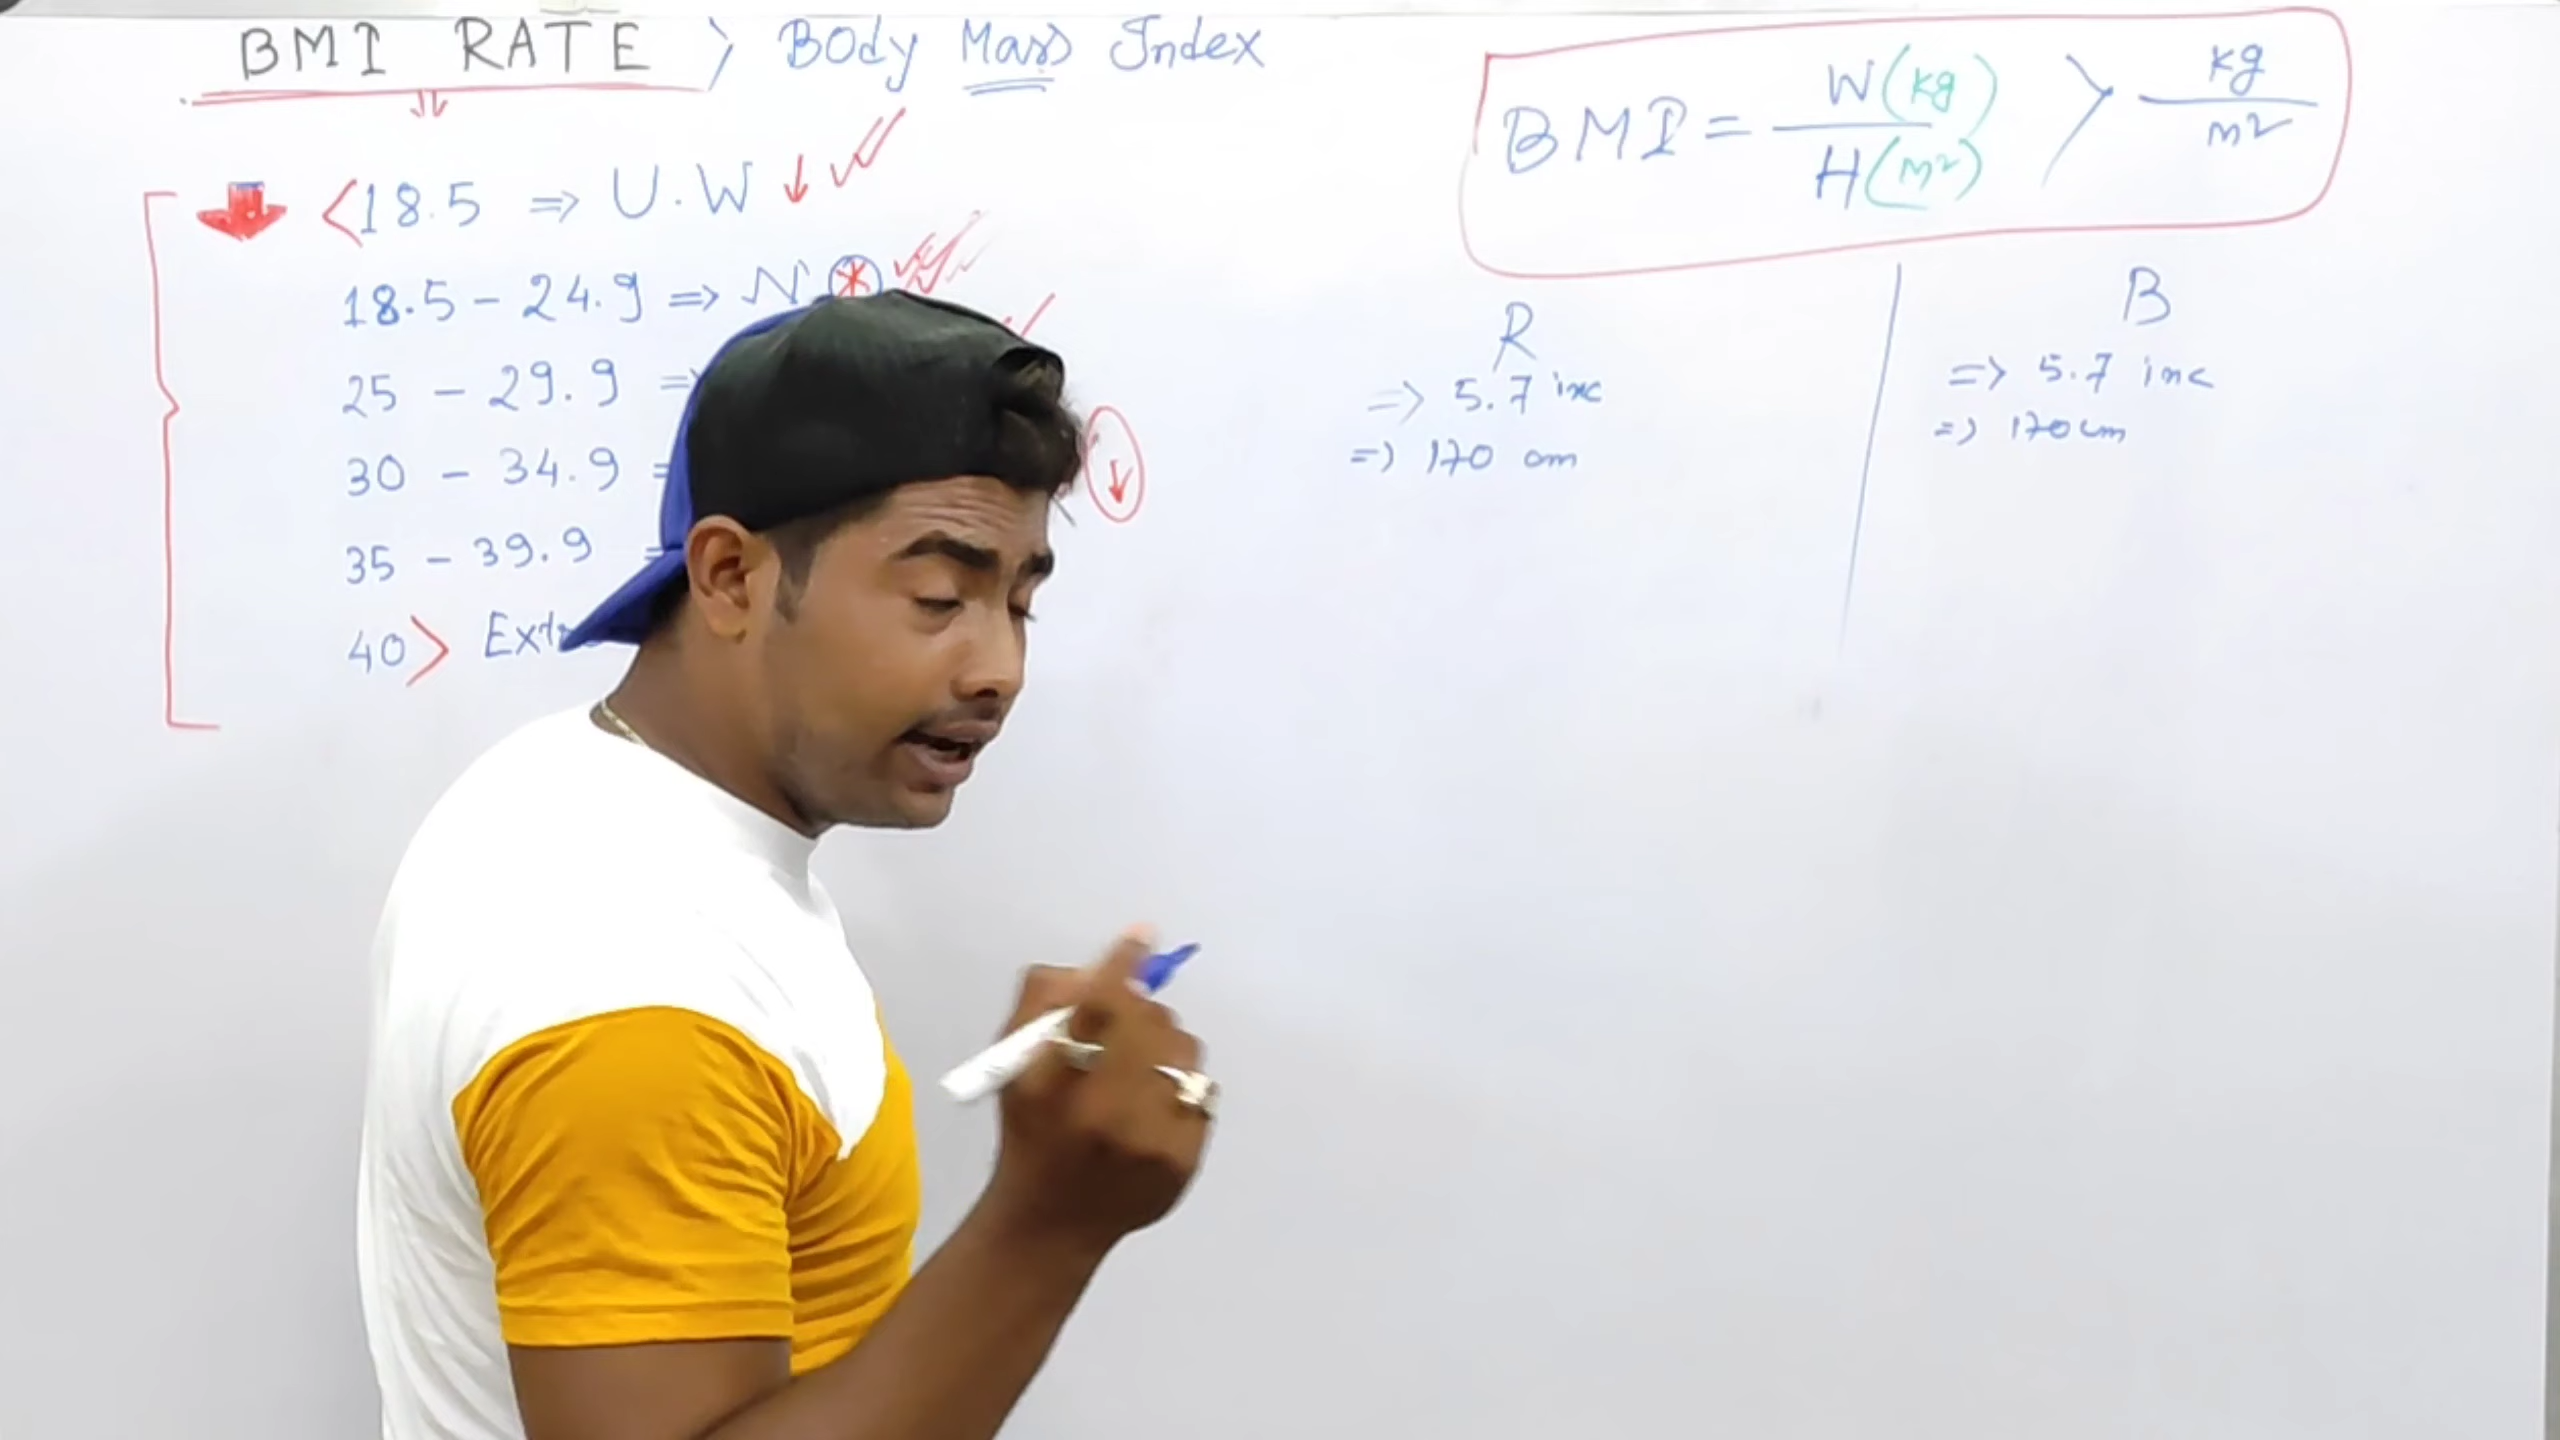 BMI RATE > Body Mass Index
<18.5 => U.W ↓
18.5 - 24.9 => N
25 - 29.9 =>
30 - 34.9 =
35 - 39.9 =
40> Ext
BMI = W(kg) / H(m²) > kg / m²
R
=> 5.7 inc
=> 170 cm
B
=> 5.7 inc
=> 170 cm